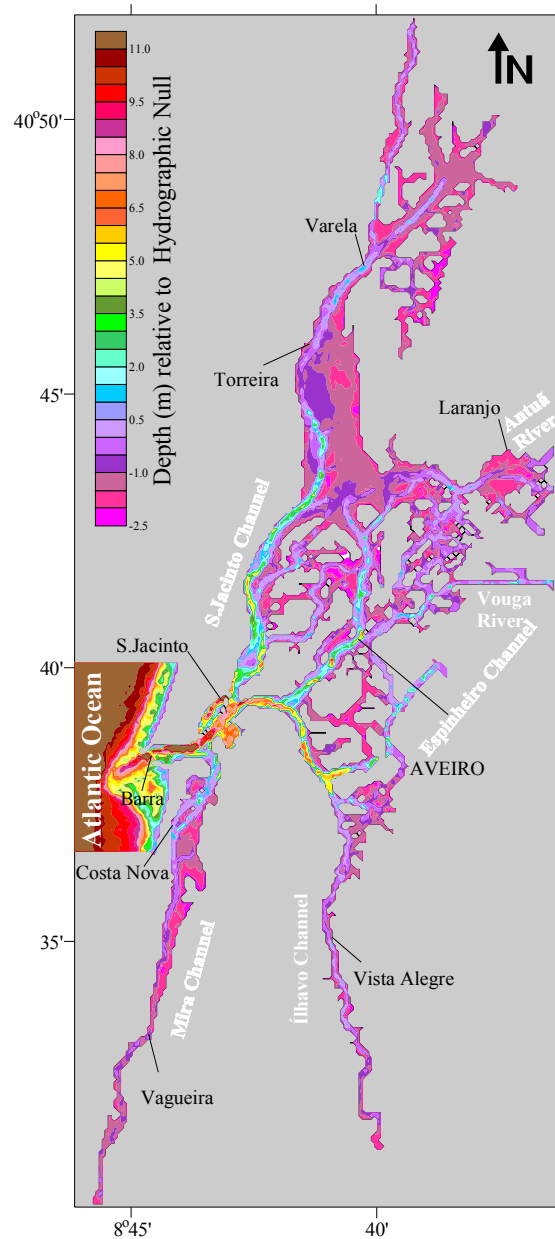 N
40°50'
45'
40'
35'
8°45'
40'
11.0
9.5
8.0
6.5
5.0
3.5
2.0
0.5
-1.0
-2.5
Depth (m) relative to Hydrographic Null
Varela
Torreira
Laranjo
Antuã
River
S.Jacinto Channel
Vouga
River
S.Jacinto
Espinheiro Channel
Atlantic Ocean
Barra
AVEIRO
Costa Nova
Mira Channel
Ílhavo Channel
Vista Alegre
Vagueira